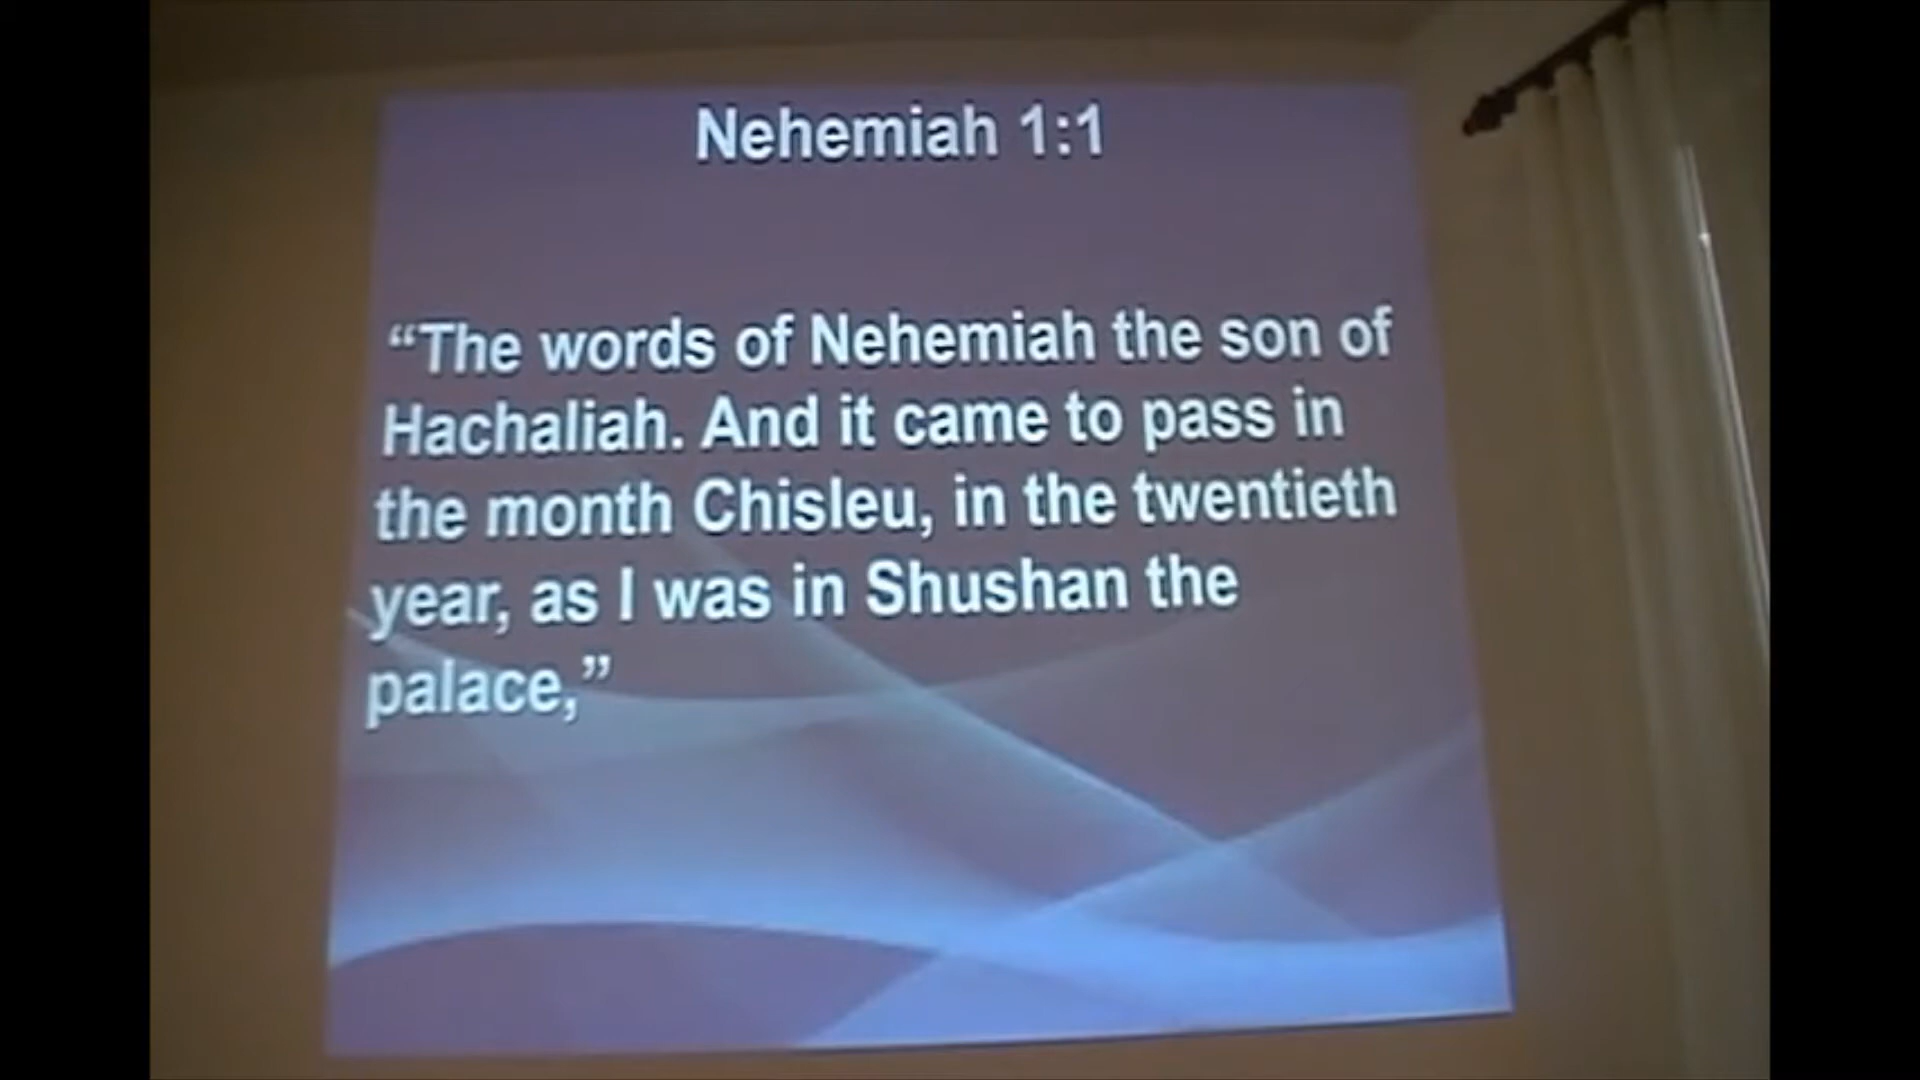 Nehemiah 1:1
“The words of Nehemiah the son of
Hachaliah. And it came to pass in
the month Chisleu, in the twentieth
year, as I was in Shushan the
palace,”